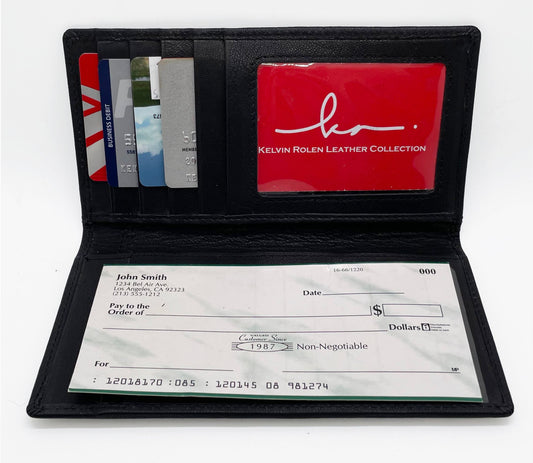 BUSINESS DEBIT
ko.
KELVIN ROLEN LEATHER COLLECTION
John Smith
1234 Bel Air Ave.
Los Angelos, CA 92323
(213) 555-1212
16-66/1220
000
Date
Pay to the
Order of
$
Dollars
Customer Since
1987
Non-Negotiable
For
MP
12018170 085 120145 08 981274